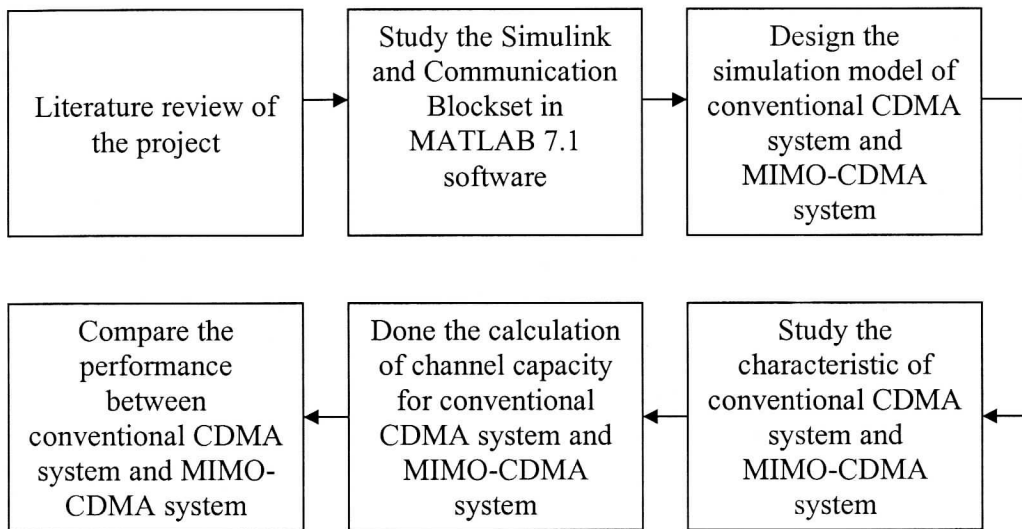 Literature review of
the project
Study the Simulink
and Communication
Blockset in
MATLAB 7.1
software
Design the
simulation model of
conventional CDMA
system and
MIMO-CDMA
system
Study the
characteristic of
conventional CDMA
system and
MIMO-CDMA
system
Done the calculation
of channel capacity
for conventional
CDMA system and
MIMO-CDMA
system
Compare the
performance
between
conventional CDMA
system and MIMO-
CDMA system